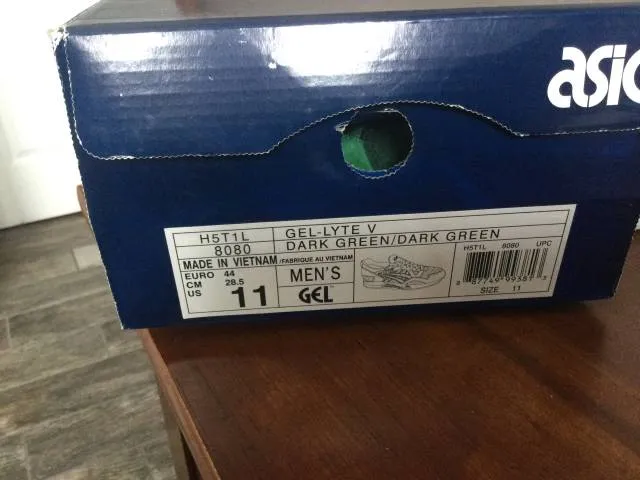 asic
H5T1L GEL-LYTE V
8080 DARK GREEN/DARK GREEN
MADE IN VIETNAM /FABRIQUE AU VIETNAM
EURO 44
CM 28.5
US 11
MEN'S
GEL
H5T1L 8080 UPC
SIZE 11